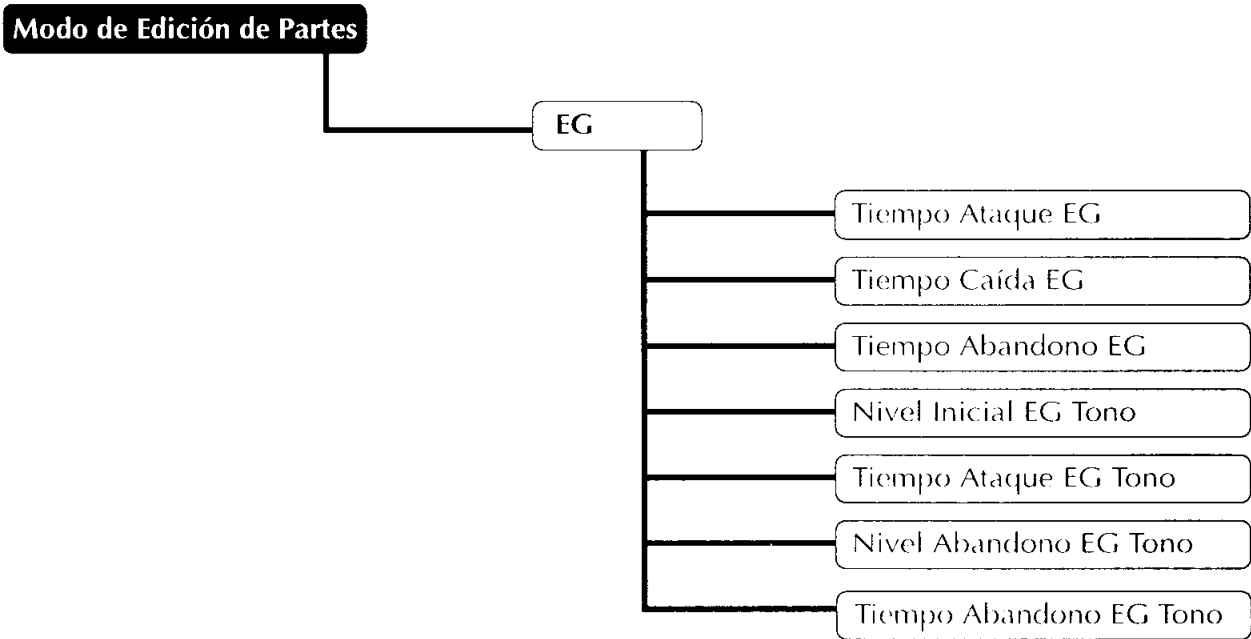 Modo de Edición de Partes
EG
Tiempo Ataque EG
Tiempo Caída EG
Tiempo Abandono EG
Nivel Inicial EG Tono
Tiempo Ataque EG Tono
Nivel Abandono EG Tono
Tiempo Abandono EG Tono